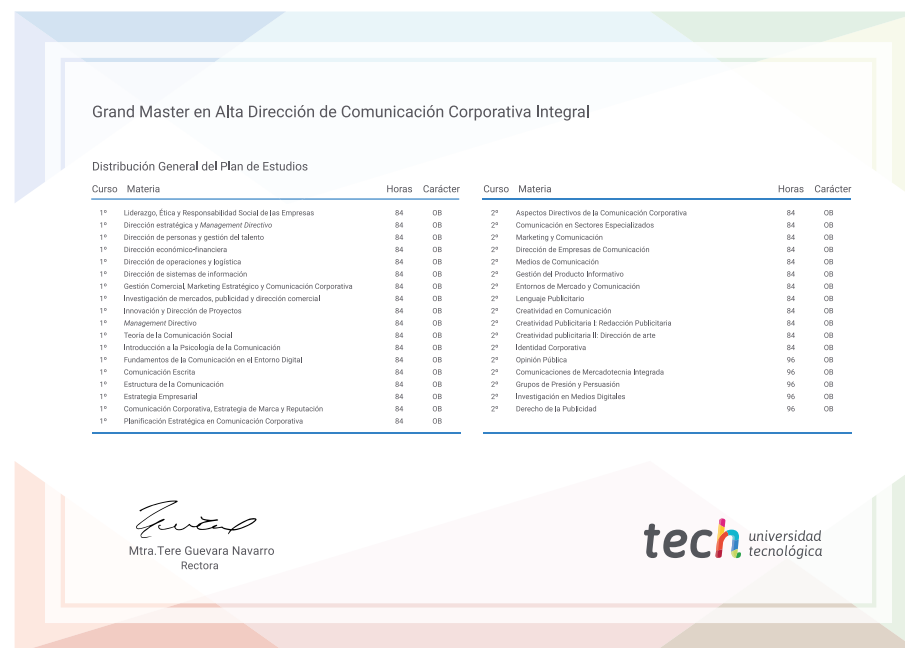 Grand Master en Alta Dirección de Comunicación Corporativa Integral
Distribución General del Plan de Estudios
Curso Materia Horas Carácter
1º Liderazgo, Ética y Responsabilidad Social de las Empresas 84 OB
1º Dirección estratégica y Management Directivo 84 OB
1º Dirección de personas y gestión del talento 84 OB
1º Dirección económico-financiera 84 OB
1º Dirección de operaciones y logística 84 OB
1º Dirección de sistemas de información 84 OB
1º Gestión Comercial, Marketing Estratégico y Comunicación Corporativa 84 OB
1º Investigación de mercados, publicidad y dirección comercial 84 OB
1º Innovación y Dirección de Proyectos 84 OB
1º Management Directivo 84 OB
1º Teoría de la Comunicación Social 84 OB
1º Introducción a la Psicología de la Comunicación 84 OB
1º Fundamentos de la Comunicación en el Entorno Digital 84 OB
1º Comunicación Escrita 84 OB
1º Estructura de la Comunicación 84 OB
1º Estrategia Empresarial 84 OB
1º Comunicación Corporativa, Estrategia de Marca y Reputación 84 OB
1º Planificación Estratégica en Comunicación Corporativa 84 OB
Curso Materia Horas Carácter
2º Aspectos Directivos de la Comunicación Corporativa 84 OB
2º Comunicación en Sectores Especializados 84 OB
2º Marketing y Comunicación 84 OB
2º Dirección de Empresas de Comunicación 84 OB
2º Medios de Comunicación 84 OB
2º Gestión del Producto Informativo 84 OB
2º Entornos de Mercado y Comunicación 84 OB
2º Lenguaje Publicitario 84 OB
2º Creatividad en Comunicación 84 OB
2º Creatividad Publicitaria I: Redacción Publicitaria 84 OB
2º Creatividad publicitaria II: Dirección de arte 84 OB
2º Identidad Corporativa 84 OB
2º Opinión Pública 96 OB
2º Comunicaciones de Mercadotecnia Integrada 96 OB
2º Grupos de Presión y Persuasión 96 OB
2º Investigación en Medios Digitales 96 OB
2º Derecho de la Publicidad 96 OB
Mtra.Tere Guevara Navarro
Rectora
tech universidad
tecnológica